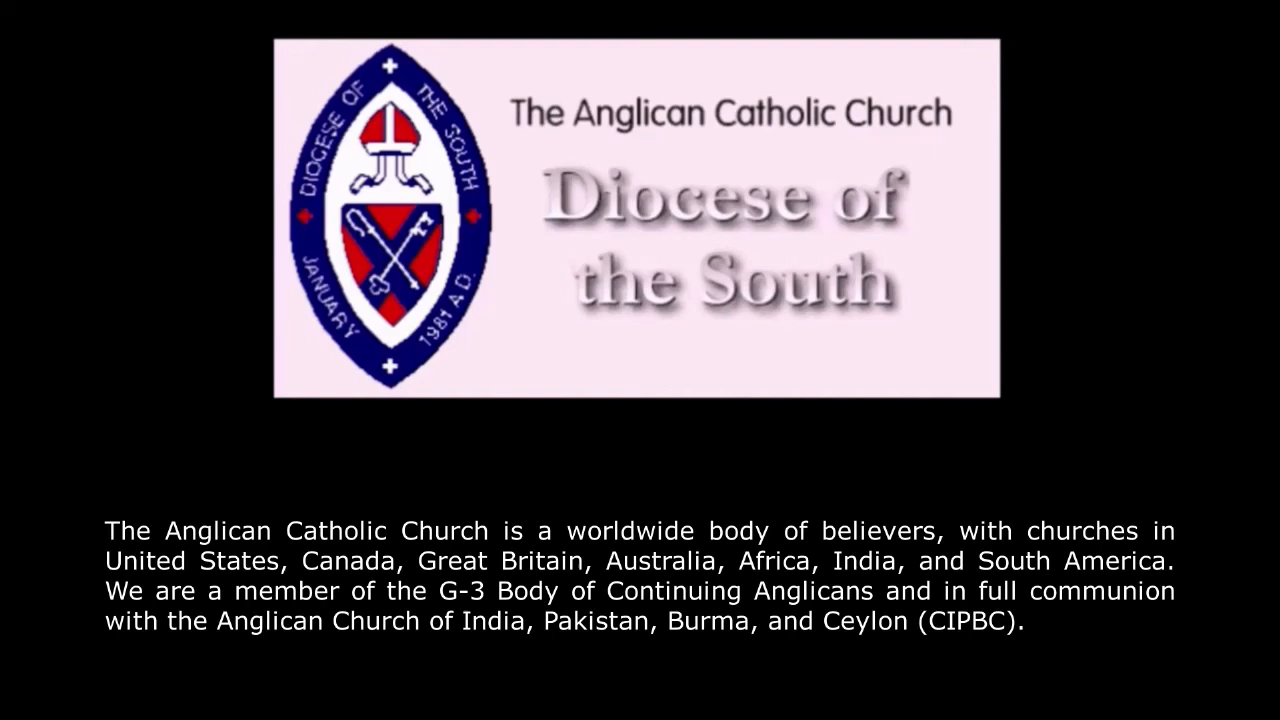 DIOCESE OF THE SOUTH
JANUARY 1981 A.D.
The Anglican Catholic Church
Diocese of
the South
The Anglican Catholic Church is a worldwide body of believers, with churches in
United States, Canada, Great Britain, Australia, Africa, India, and South America.
We are a member of the G-3 Body of Continuing Anglicans and in full communion
with the Anglican Church of India, Pakistan, Burma, and Ceylon (CIPBC).